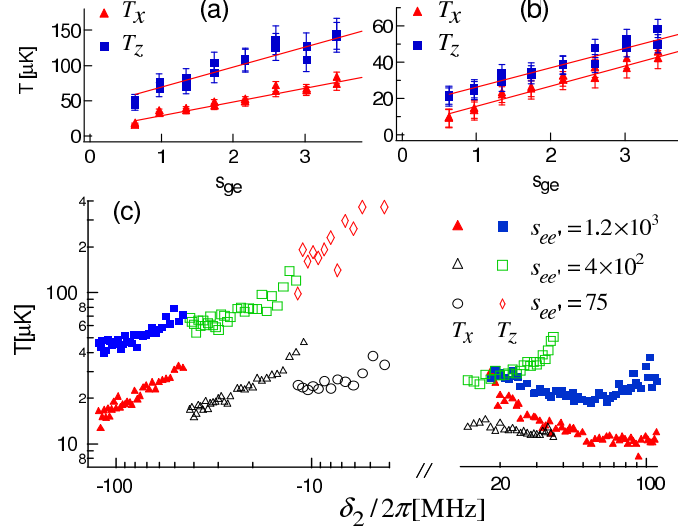 (a)
T_x
T_z
T [µK]
150
100
50
0
0
1
2
3
s_ge
(b)
T_x
T_z
60
40
20
0
0
1
2
3
s_ge
(c)
T[µK]
4
2
100
8
6
4
2
10
8
-100
-10
//
20
100
δ_2 / 2π[MHz]
s_ee' = 1.2×10^3
s_ee' = 4×10^2
s_ee' = 75
T_x T_z